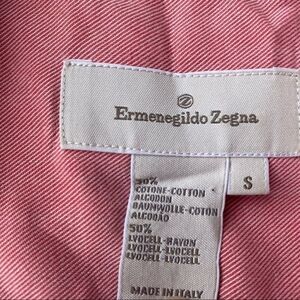 Ermenegildo Zegna
S
50%
COTONE-COTTON
ALGODON
BAUMWOLLE-COTON
ALGODÃO
50%
LYOCELL-RAYON
LYOCELL-LYOCELL
LYOCELL-LYOCELL
MADE IN ITALY